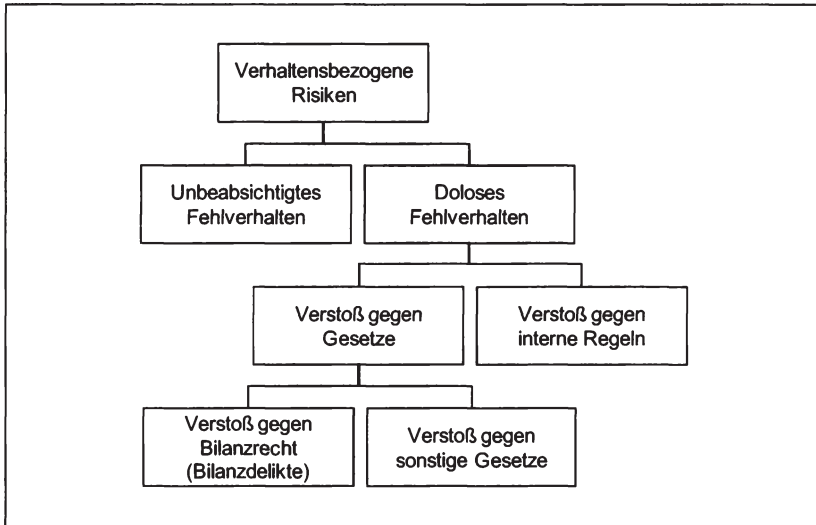 Verhaltensbezogene
Risiken
Unbeabsichtigtes
Fehlverhalten
Doloses
Fehlverhalten
Verstoß gegen
Gesetze
Verstoß gegen
interne Regeln
Verstoß gegen
Bilanzrecht
(Bilanzdelikte)
Verstoß gegen
sonstige Gesetze